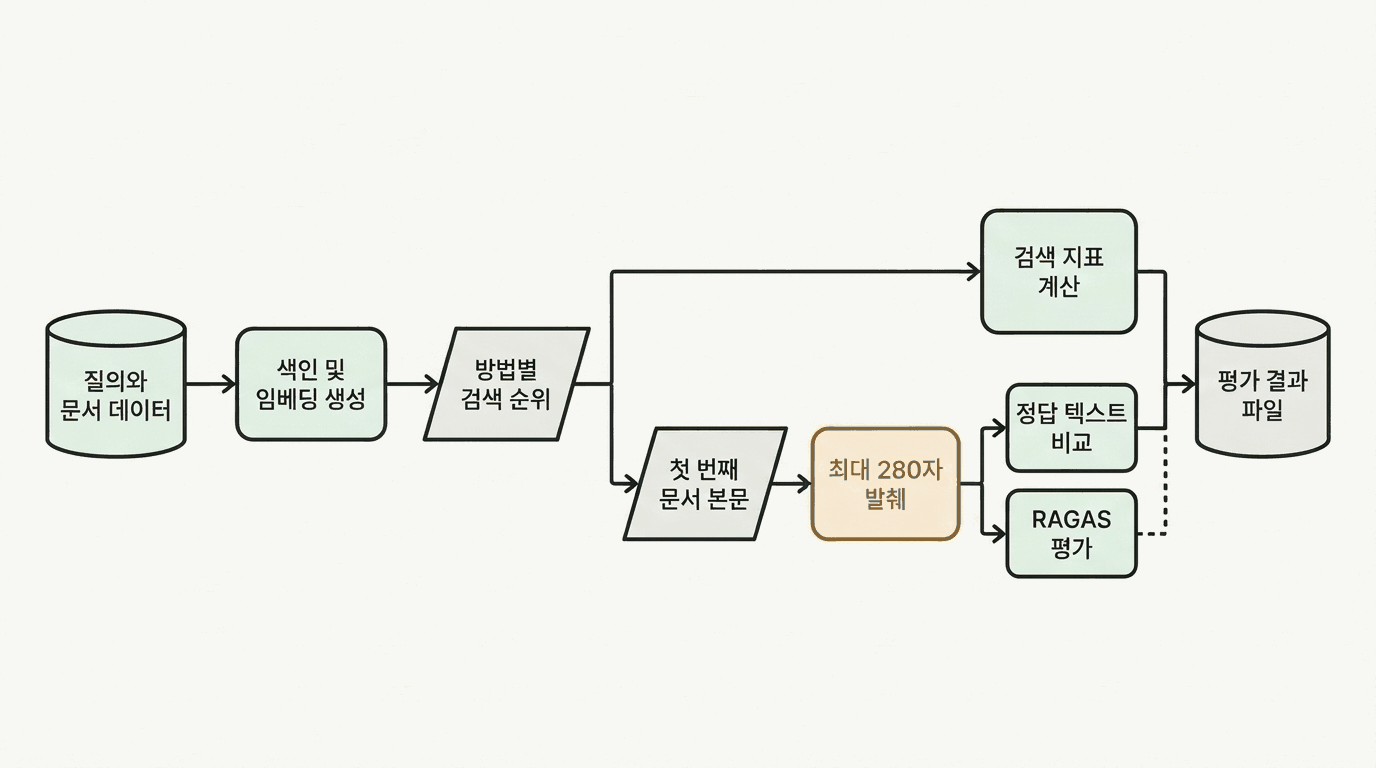 질의와
문서 데이터
색인 및
임베딩 생성
방법별
검색 순위
검색 지표
계산
첫 번째
문서 본문
최대 280자
발췌
정답 텍스트
비교
RAGAS
평가
평가 결과
파일